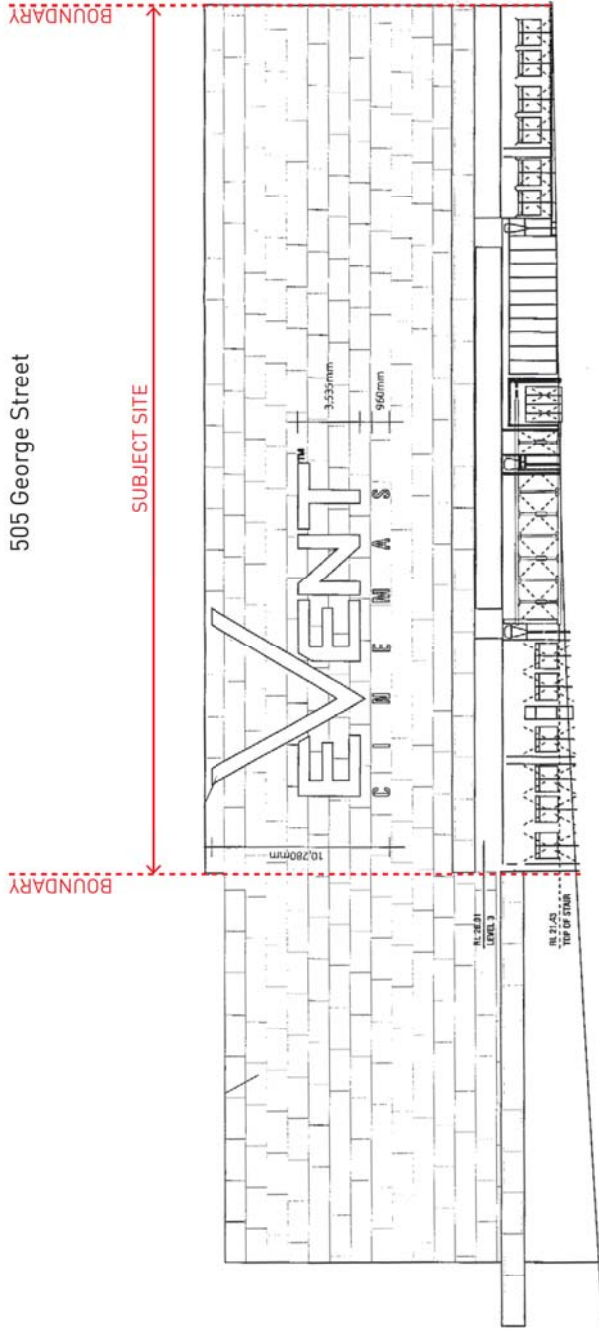 505 George Street
BOUNDARY
SUBJECT SITE
BOUNDARY
EVENT™
CINEMAS
3,535mm
960mm
10,780mm
RL 26.01
LEVEL 3
RL 21.43
TOP OF STAIR